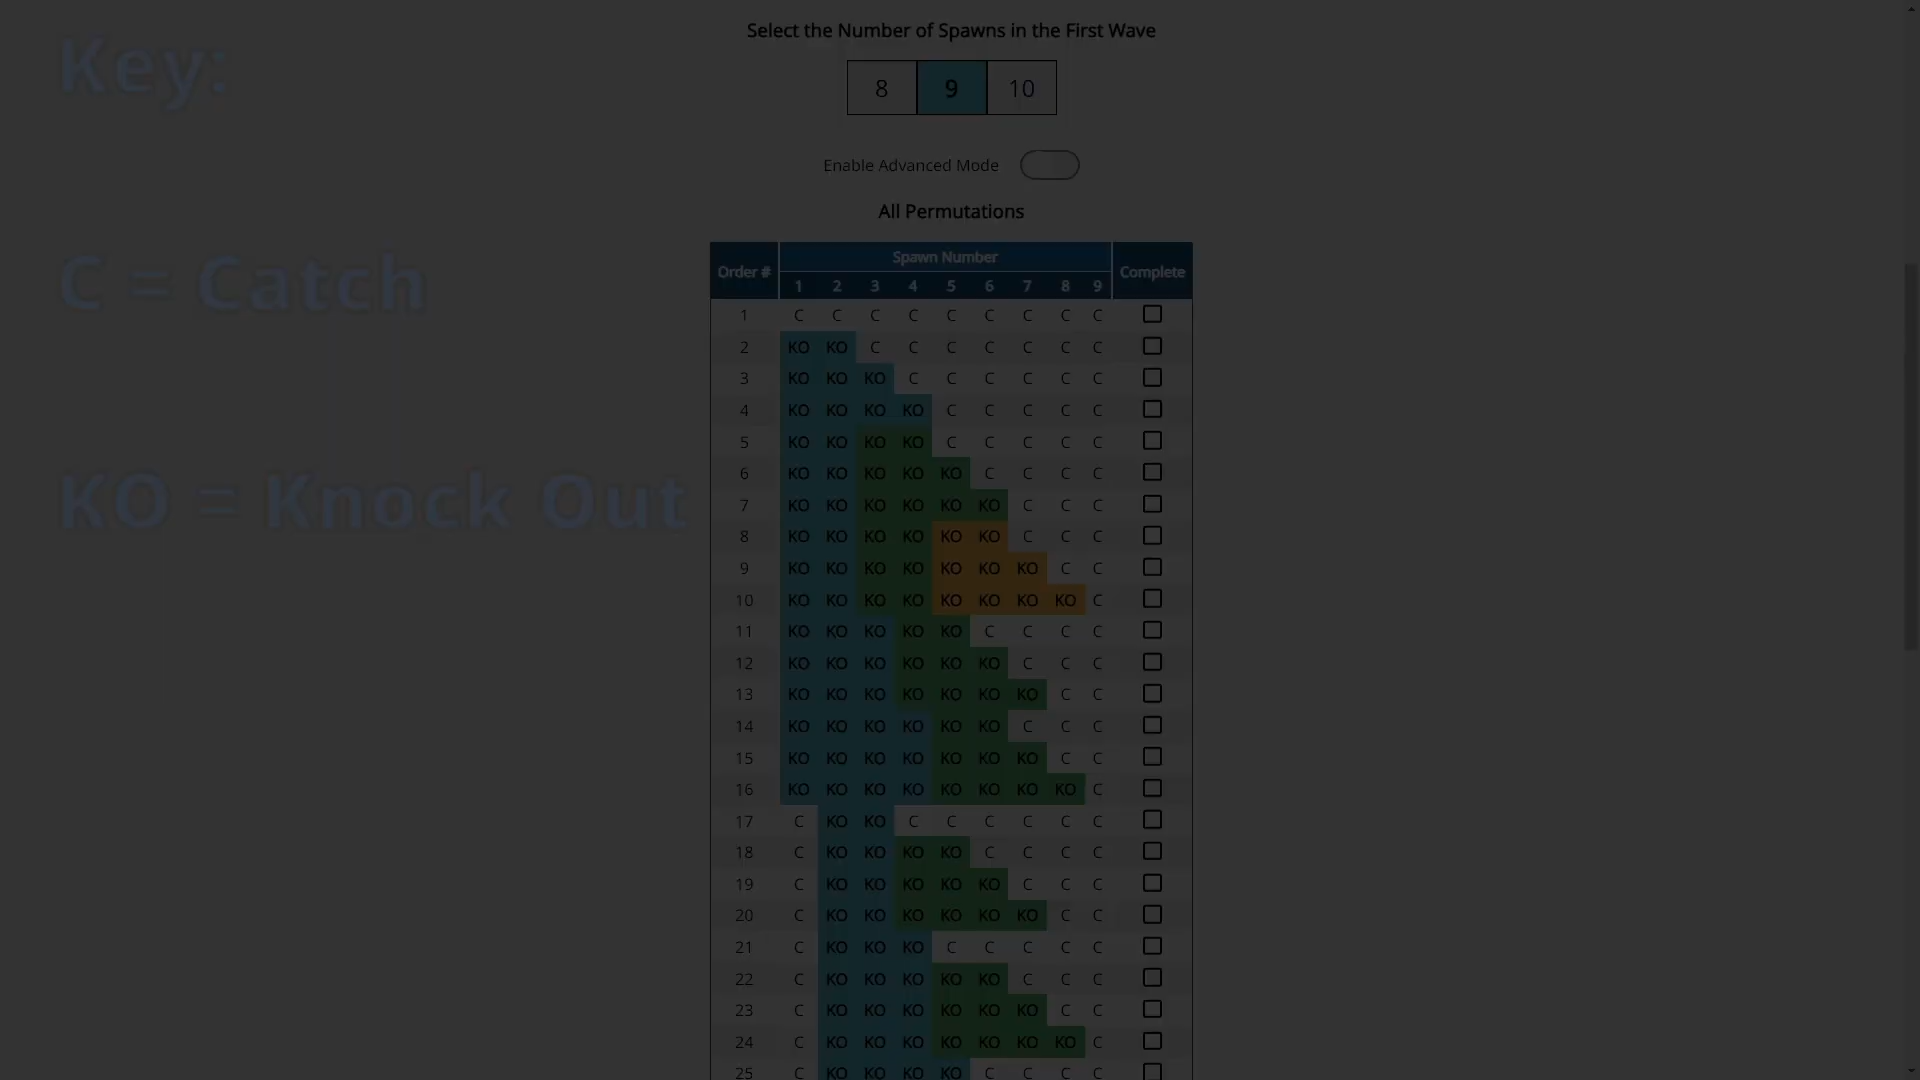 Key:
C = Catch
KO = Knock Out
Select the Number of Spawns in the First Wave
8 9 10
Enable Advanced Mode
All Permutations
Order # Spawn Number Complete
1 2 3 4 5 6 7 8 9
1 C C C C C C C C C
2 KO KO C C C C C C C
3 KO KO KO C C C C C C
4 KO KO KO KO C C C C C
5 KO KO KO KO C C C C C
6 KO KO KO KO KO C C C C
7 KO KO KO KO KO KO C C C
8 KO KO KO KO KO KO C C C
9 KO KO KO KO KO KO KO C C
10 KO KO KO KO KO KO KO KO C
11 KO KO KO KO KO C C C C
12 KO KO KO KO KO KO C C C
13 KO KO KO KO KO KO KO C C
14 KO KO KO KO KO KO C C C
15 KO KO KO KO KO KO KO C C
16 KO KO KO KO KO KO KO KO C
17 C KO KO C C C C C C
18 C KO KO KO KO C C C C
19 C KO KO KO KO KO C C C
20 C KO KO KO KO KO KO C C
21 C KO KO KO C C C C C
22 C KO KO KO KO KO C C C
23 C KO KO KO KO KO KO C C
24 C KO KO KO KO KO KO KO C
25 C KO KO KO KO C C C C